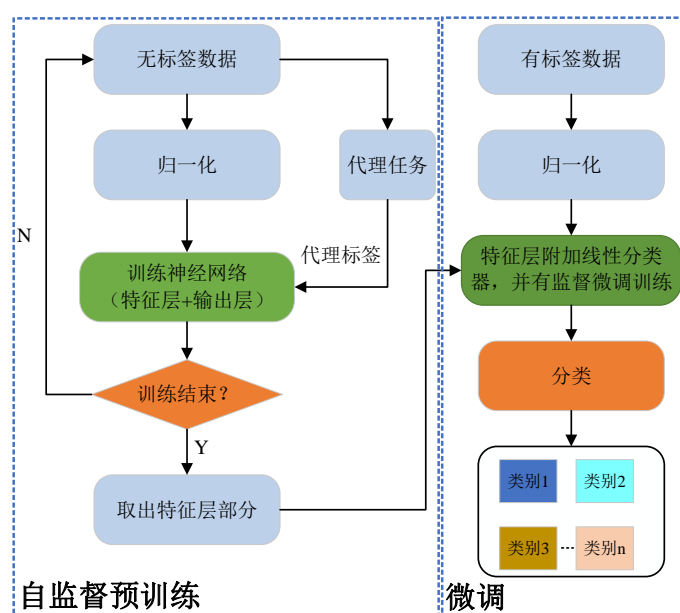 无标签数据
归一化
代理任务
N
代理标签
训练神经网络
（特征层+输出层）
训练结束？
Y
取出特征层部分
自监督预训练
有标签数据
归一化
特征层附加线性分类
器，并有监督微调训练
分类
类别1
类别2
类别3
类别n
微调